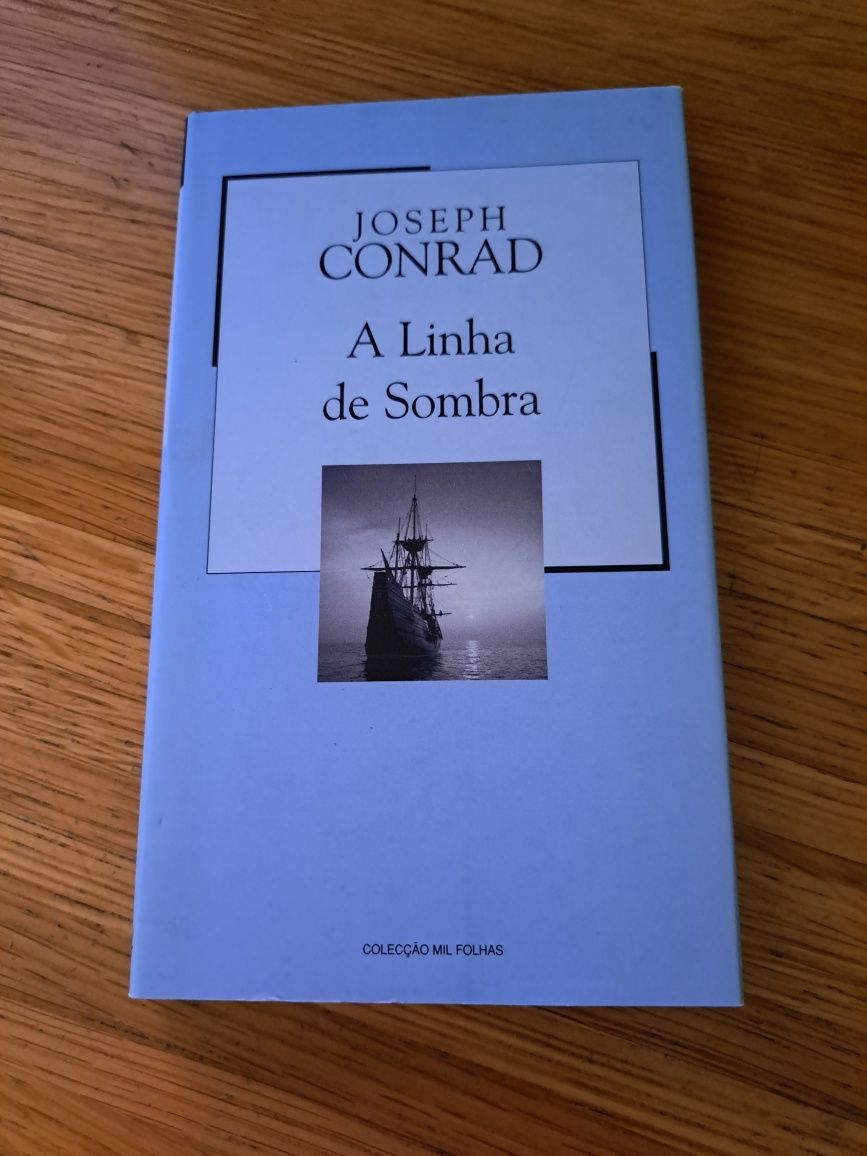 JOSEPH
CONRAD
A Linha
de Sombra
COLECÇÃO MIL FOLHAS